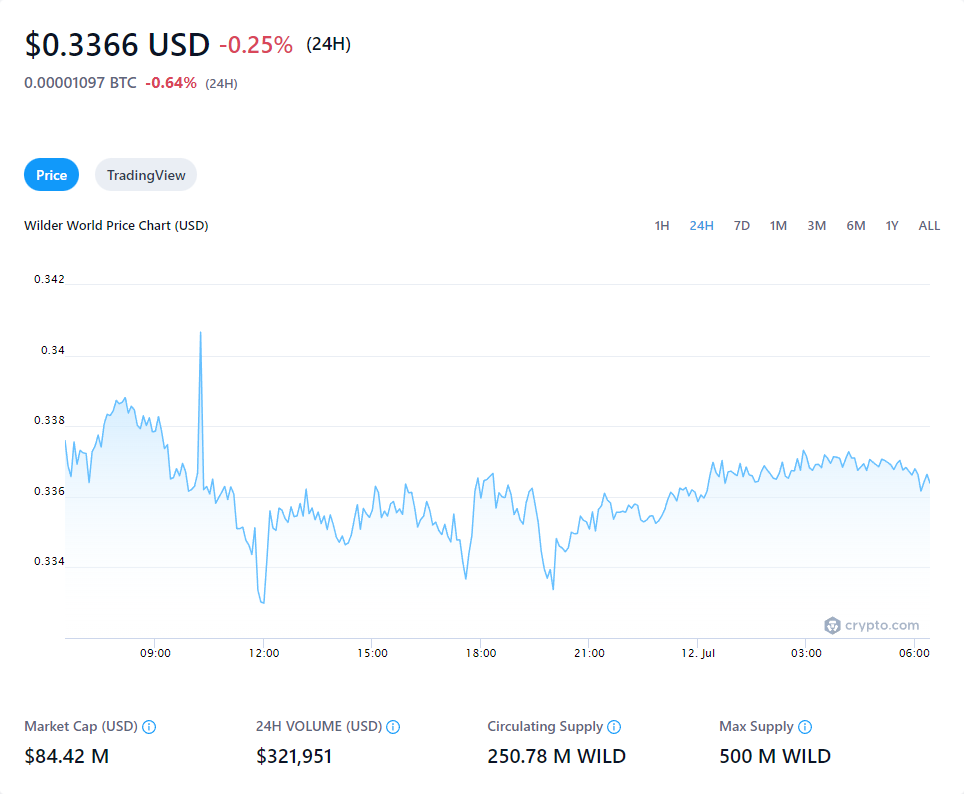 $0.3366 USD -0.25% (24H)
0.00001097 BTC -0.64% (24H)
Price TradingView
Wilder World Price Chart (USD) 1H 24H 7D 1M 3M 6M 1Y ALL
0.342
0.34
0.338
0.336
0.334
crypto.com
09:00 12:00 15:00 18:00 21:00 12. Jul 03:00 06:00
Market Cap (USD) 24H VOLUME (USD) Circulating Supply Max Supply
$84.42 M $321,951 250.78 M WILD 500 M WILD